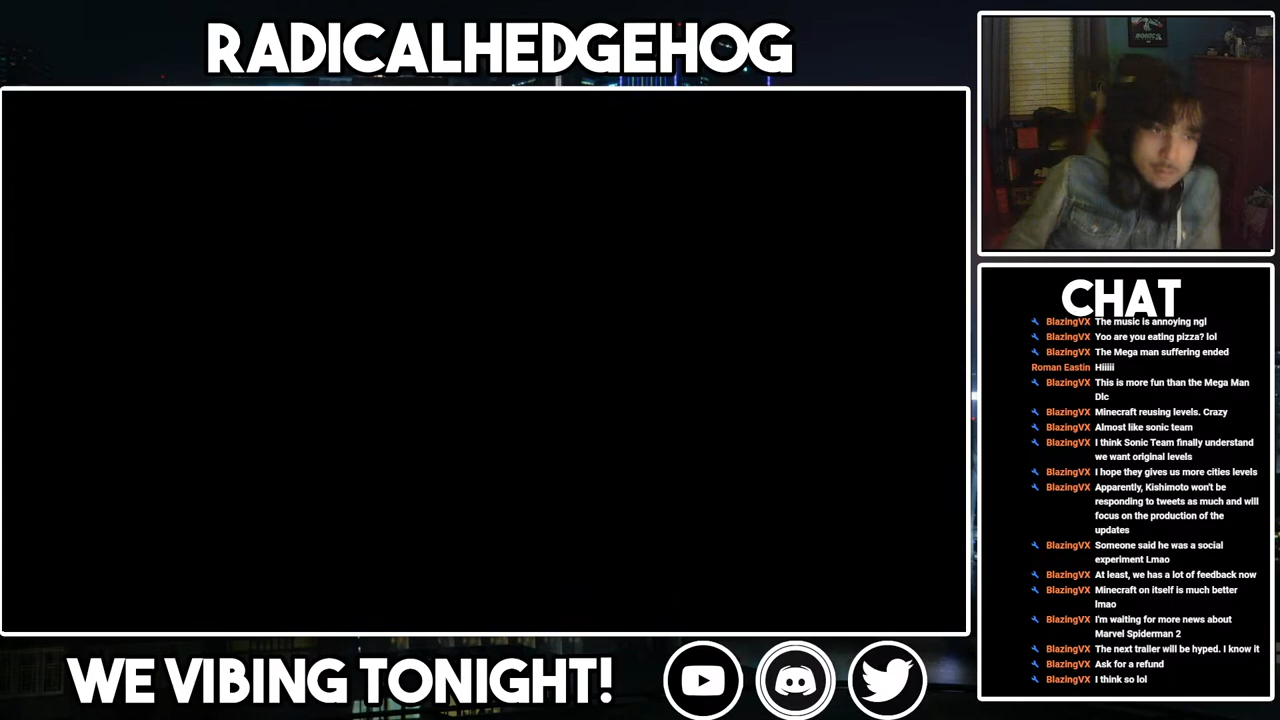 RADICALHEDGEHOG
CHAT
BlazingVX The music is annoying ngl
BlazingVX Yoo are you eating pizza? lol
BlazingVX The Mega man suffering ended
Roman Eastin Hiiiii
BlazingVX This is more fun than the Mega Man
Dlc
BlazingVX Minecraft reusing levels. Crazy
BlazingVX Almost like sonic team
BlazingVX I think Sonic Team finally understand
we want original levels
BlazingVX I hope they gives us more cities levels
BlazingVX Apparently, Kishimoto won't be
responding to tweets as much and will
focus on the production of the
updates
BlazingVX Someone said he was a social
experiment Lmao
BlazingVX At least, we has a lot of feedback now
BlazingVX Minecraft on itself is much better
lmao
BlazingVX I'm waiting for more news about
Marvel Spiderman 2
BlazingVX The next trailer will be hyped. I know it
BlazingVX Ask for a refund
BlazingVX I think so lol
WE VIBING TONIGHT!